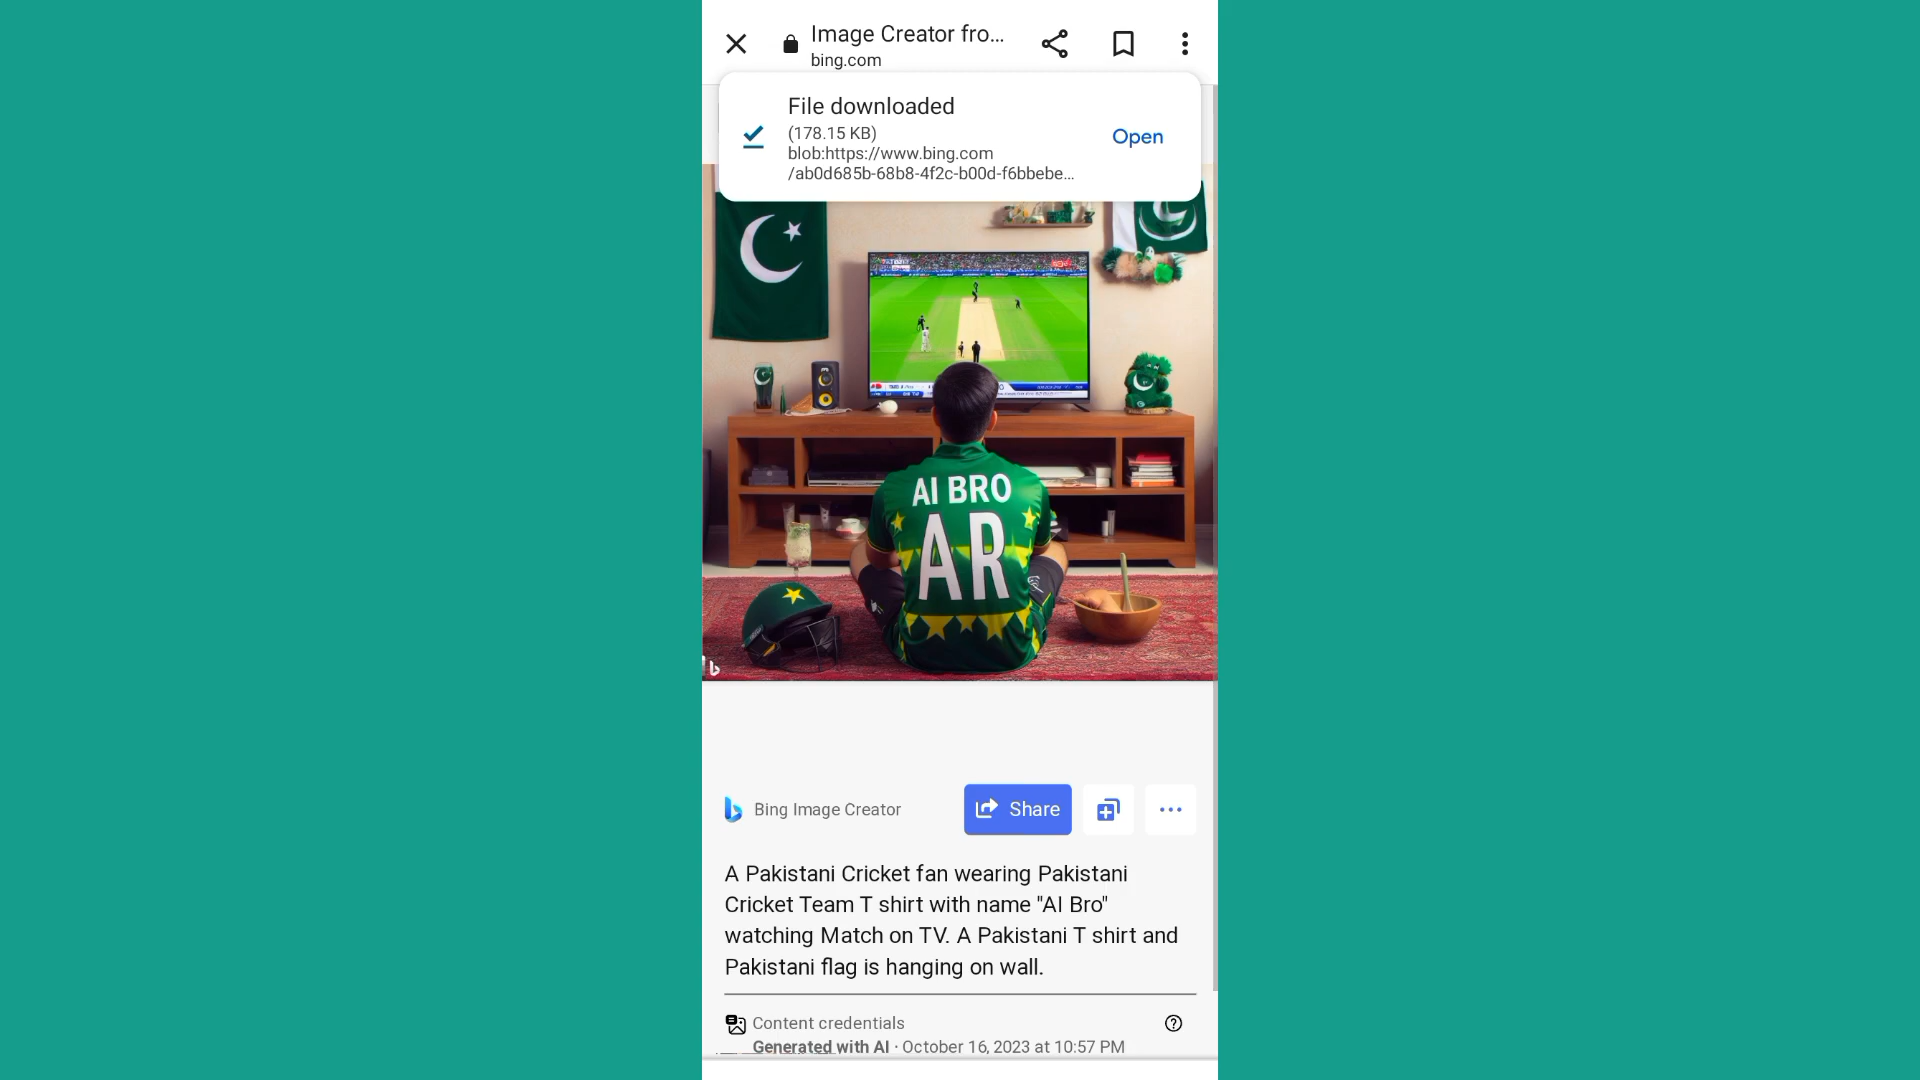 Image Creator fro...
bing.com
File downloaded
(178.15 KB)
blob:https://www.bing.com
/ab0d685b-68b8-4f2c-b00d-f6bbebe...
Open
AI BRO
AR
Bing Image Creator
Share
A Pakistani Cricket fan wearing Pakistani
Cricket Team T shirt with name "AI Bro"
watching Match on TV. A Pakistani T shirt and
Pakistani flag is hanging on wall.
Content credentials
Generated with AI · October 16, 2023 at 10:57 PM